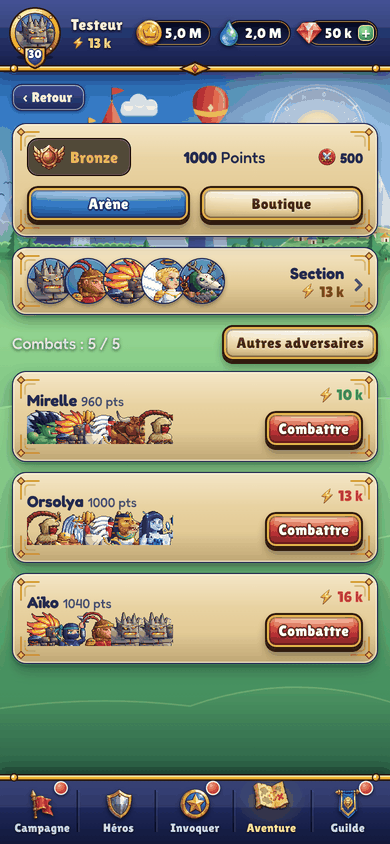 Testeur
13 k
30
5,0 M
2,0 M
50 k
‹ Retour
Bronze
1000 Points
500
Arène
Boutique
Section
13 k
Combats : 5 / 5
Autres adversaires
Mirelle 960 pts
10 k
Combattre
Orsolya 1000 pts
13 k
Combattre
Aïko 1040 pts
16 k
Combattre
Campagne
Héros
Invoquer
Aventure
Guilde